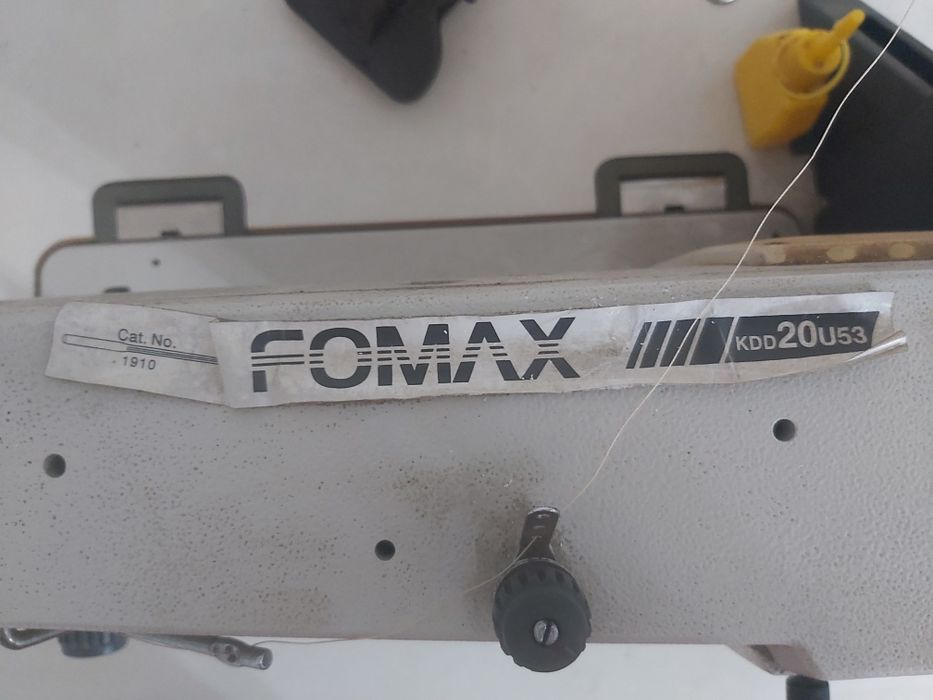 Cat. No.
- 1910
FOMAX
KDD20U53